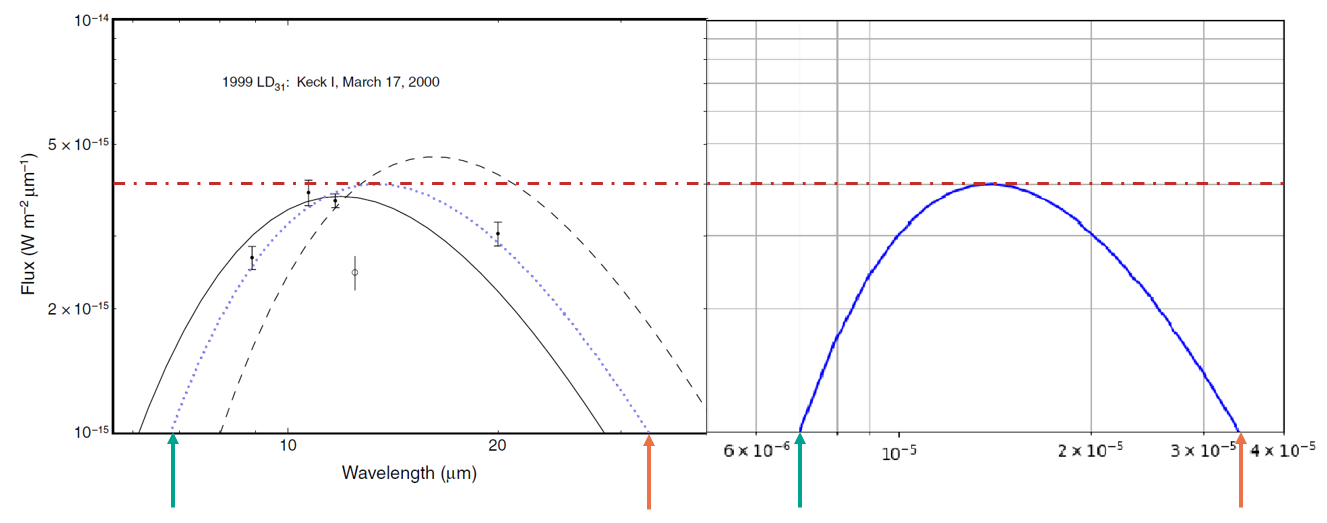 10⁻¹⁴
1999 LD₃₁: Keck I, March 17, 2000
5 × 10⁻¹⁵
Flux (W m⁻² μm⁻¹)
2 × 10⁻¹⁵
10⁻¹⁵
10
20
Wavelength (μm)
6 × 10⁻⁶
10⁻⁵
2 × 10⁻⁵
3 × 10⁻⁵
4 × 10⁻⁵